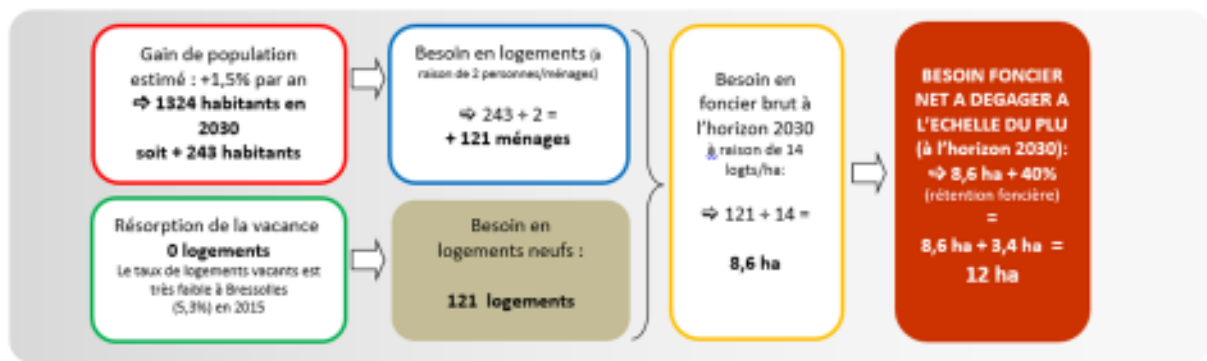 Gain de population
estimé : +1,5% par an
⇨ 1324 habitants en
2030
soit + 243 habitants
Besoin en logements (à
raison de 2 personnes/ménages)
⇨ 243 ÷ 2 =
+ 121 ménages
Résorption de la vacance
0 logements
Le taux de logements vacants est
très faible à Bressolles
(5,3%) en 2015
Besoin en
logements neufs :
121 logements
Besoin en
foncier brut à
l'horizon 2030
à raison de 14
logts/ha:
⇨ 121 ÷ 14 =
8,6 ha
BESOIN FONCIER
NET A DEGAGER A
L'ECHELLE DU PLU
(à l'horizon 2030):
⇨ 8,6 ha + 40%
(rétention foncière)
=
8,6 ha + 3,4 ha =
12 ha